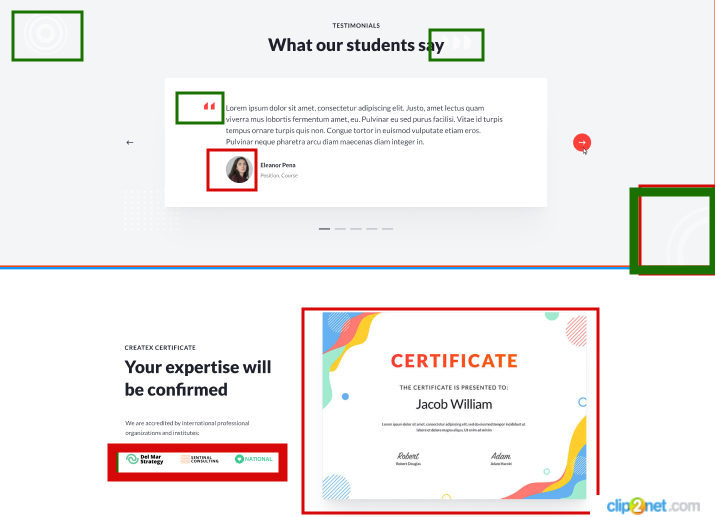 TESTIMONIALS
What our students say
Lorem ipsum dolor sit amet, consectetur adipiscing elit. Justo, amet lectus quam
viverra mus lobortis fermentum amet, eu. Pulvinar eu sed purus facilisi. Vitae id turpis
tempus ornare turpis quis non. Congue tortor in euismod vulputate etiam eros.
Pulvinar neque pharetra arcu diam maecenas diam integer in.
Eleanor Pena
Position, Course
CREATEX CERTIFICATE
Your expertise will
be confirmed
We are accredited by international professional
organizations and institutes:
Del Mar
Strategy
SENTINAL
CONSULTING
NATIONAL
CERTIFICATE
THE CERTIFICATE IS PRESENTED TO:
Jacob William
Lorem ipsum dolor sit amet, consectetur adipiscing elit, sed do eiusmod tempor incididunt ut
labore et dolore magna aliqua. Ut enim ad minim
Robert
Robert Douglas
Adam
clip2net.com